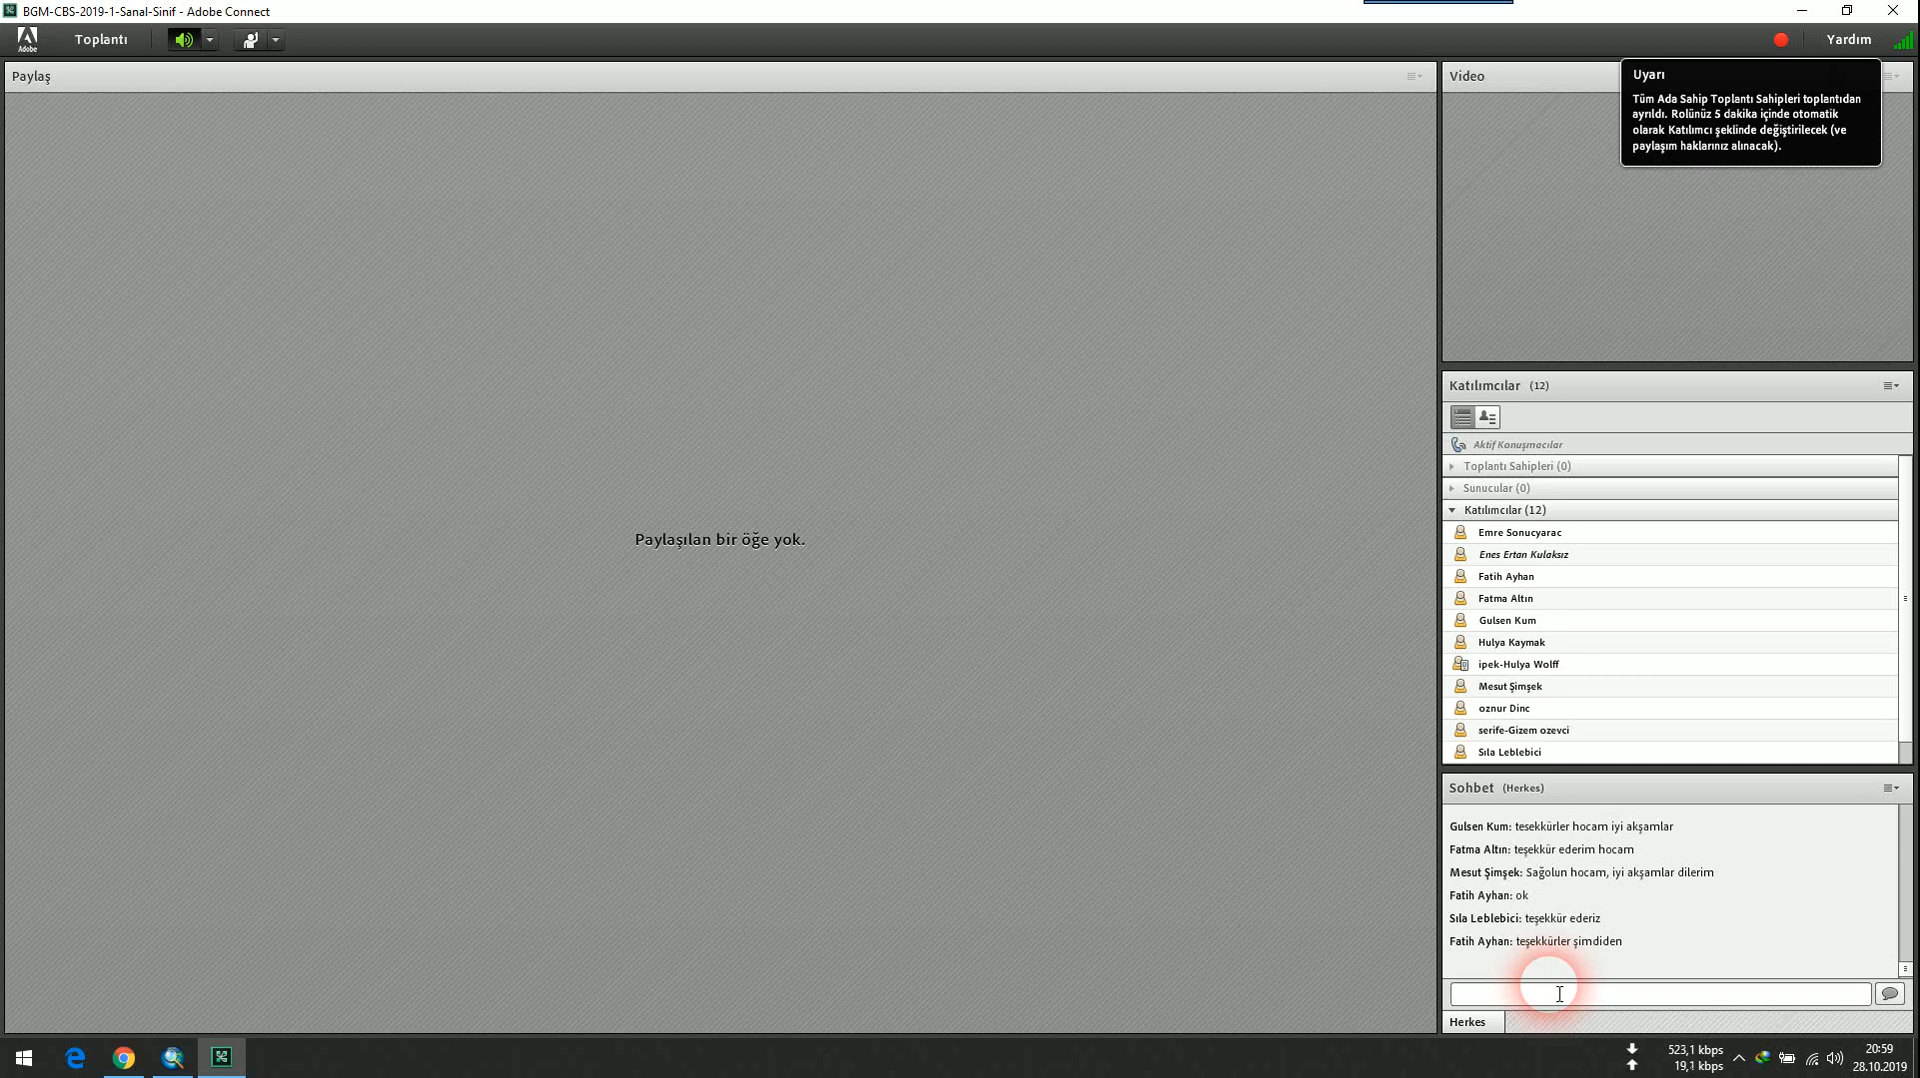 BGM-CBS-2019-1-Sanal-Sinif - Adobe Connect
Adobe
Toplantı
Yardım
Paylaş
Video
Uyarı
Tüm Ada Sahip Toplantı Sahipleri toplantıdan
ayrıldı. Rolünüz 5 dakika içinde otomatik
olarak Katılımcı şeklinde değiştirilecek (ve
paylaşım haklarınız alınacak).
Paylaşılan bir öğe yok.
Katılımcılar (12)
Aktif Konuşmacılar
Toplantı Sahipleri (0)
Sunucular (0)
Katılımcılar (12)
Emre Sonucyarac
Enes Ertan Kulaksız
Fatih Ayhan
Fatma Altın
Gulsen Kum
Hulya Kaymak
ipek-Hulya Wolff
Mesut Şimşek
oznur Dinc
serife-Gizem ozevci
Sıla Leblebici
Sohbet (Herkes)
Gulsen Kum: tesekkürler hocam iyi akşamlar
Fatma Altın: teşekkür ederim hocam
Mesut Şimşek: Sağolun hocam, iyi akşamlar dilerim
Fatih Ayhan: ok
Sıla Leblebici: teşekkür ederiz
Fatih Ayhan: teşekkürler şimdiden
Herkes
523,1 kbps
19,1 kbps
20:59
28.10.2019